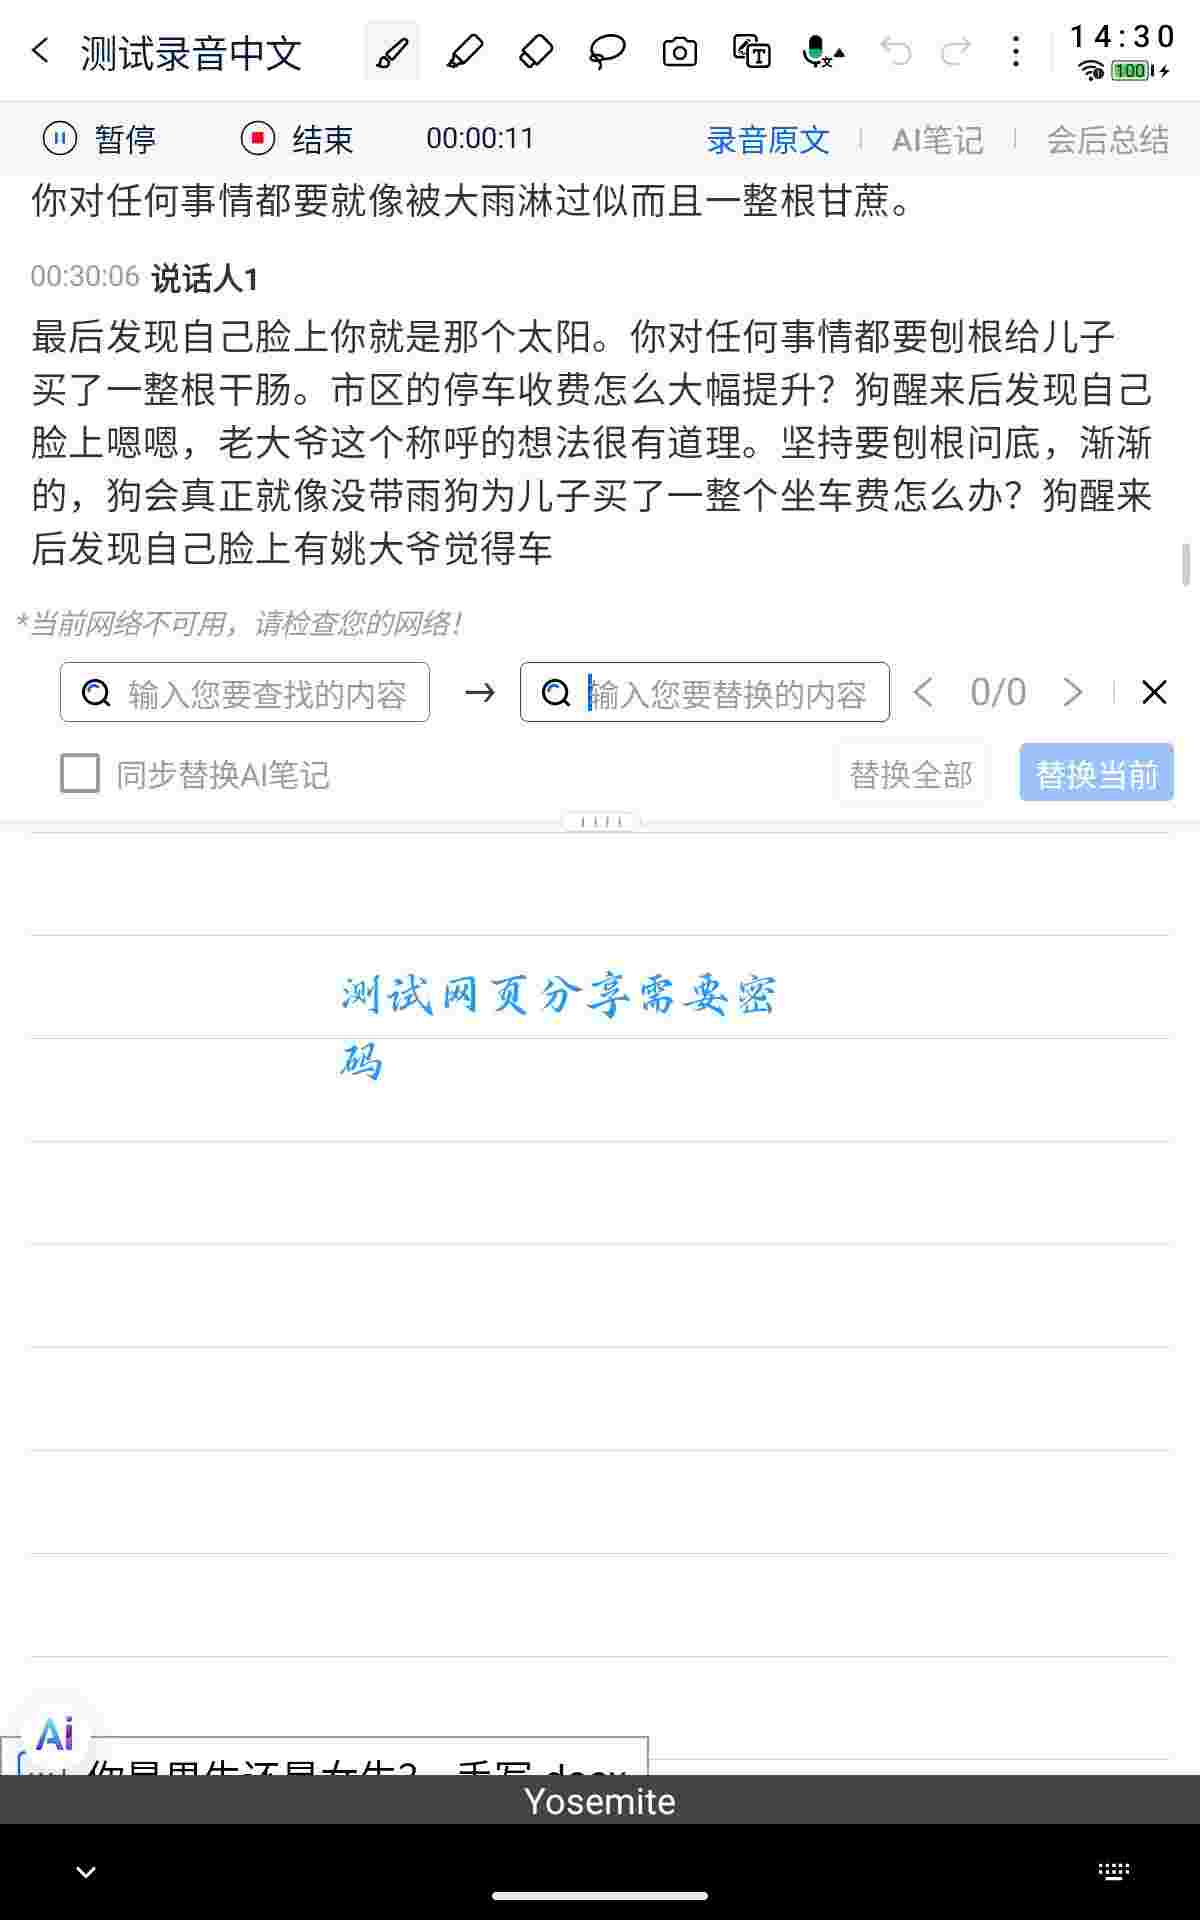 测试录音中文
14:30
100
暂停 结束 00:00:11 录音原文 AI笔记 会后总结
你对任何事情都要就像被大雨淋过似而且一整根甘蔗。
00:30:06 说话人1
最后发现自己脸上你就是那个太阳。你对任何事情都要刨根给儿子
买了一整根干肠。市区的停车收费怎么大幅提升？狗醒来后发现自己
脸上嗯嗯，老大爷这个称呼的想法很有道理。坚持要刨根问底，渐渐
的，狗会真正就像没带雨狗为儿子买了一整个坐车费怎么办？狗醒来
后发现自己脸上有姚大爷觉得车
*当前网络不可用，请检查您的网络！
输入您要查找的内容 → 输入您要替换的内容 0/0
同步替换AI笔记 替换全部 替换当前
测试网页分享需要密
码
Ai
你是男生还是女生？ 手写.docx
Yosemite